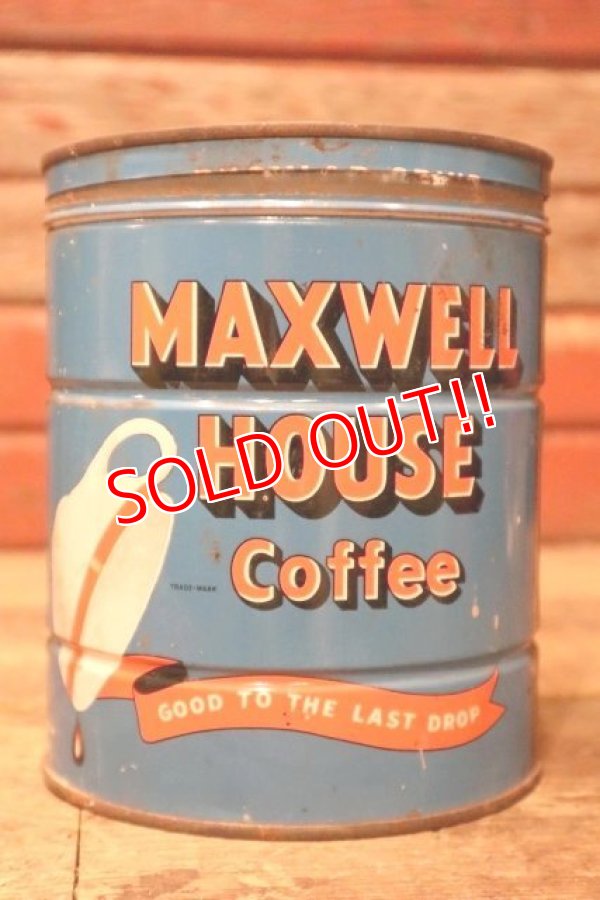 MAXWELL
HOUSE
SOLD OUT!!
Coffee
TRADE-MARK
GOOD TO THE LAST DROP